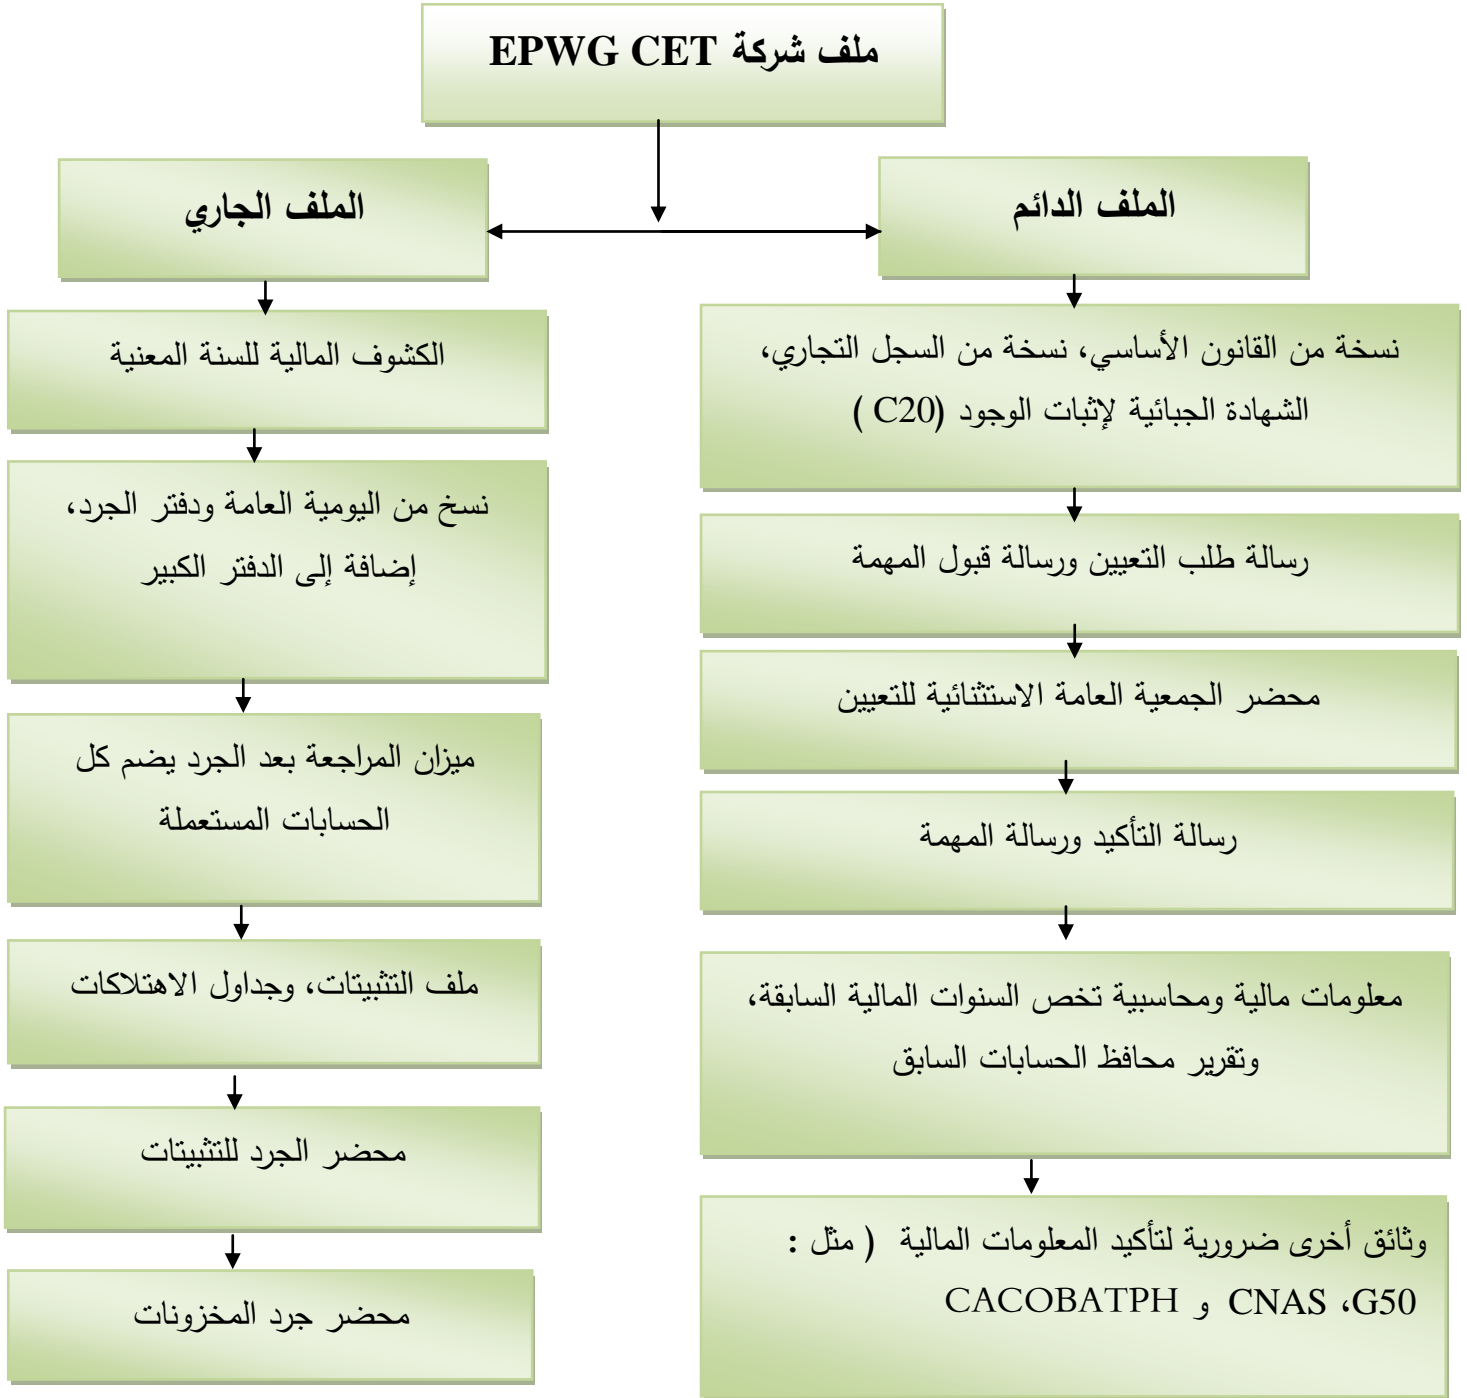 ملف شركة EPWG CET
الملف الدائم
الملف الجاري
نسخة من القانون الأساسي، نسخة من السجل التجاري،
الشهادة الجبائية لإثبات الوجود (C20 )
رسالة طلب التعيين ورسالة قبول المهمة
محضر الجمعية العامة الاستثنائية للتعيين
رسالة التأكيد ورسالة المهمة
معلومات مالية ومحاسبية تخص السنوات المالية السابقة،
وتقرير محافظ الحسابات السابق
وثائق أخرى ضرورية لتأكيد المعلومات المالية ( مثل :
G50، CNAS و CACOBATPH
الكشوف المالية للسنة المعنية
نسخ من اليومية العامة ودفتر الجرد،
إضافة إلى الدفتر الكبير
ميزان المراجعة بعد الجرد يضم كل
الحسابات المستعملة
ملف التثبيتات، وجداول الاهتلاكات
محضر الجرد للتثبيتات
محضر جرد المخزونات